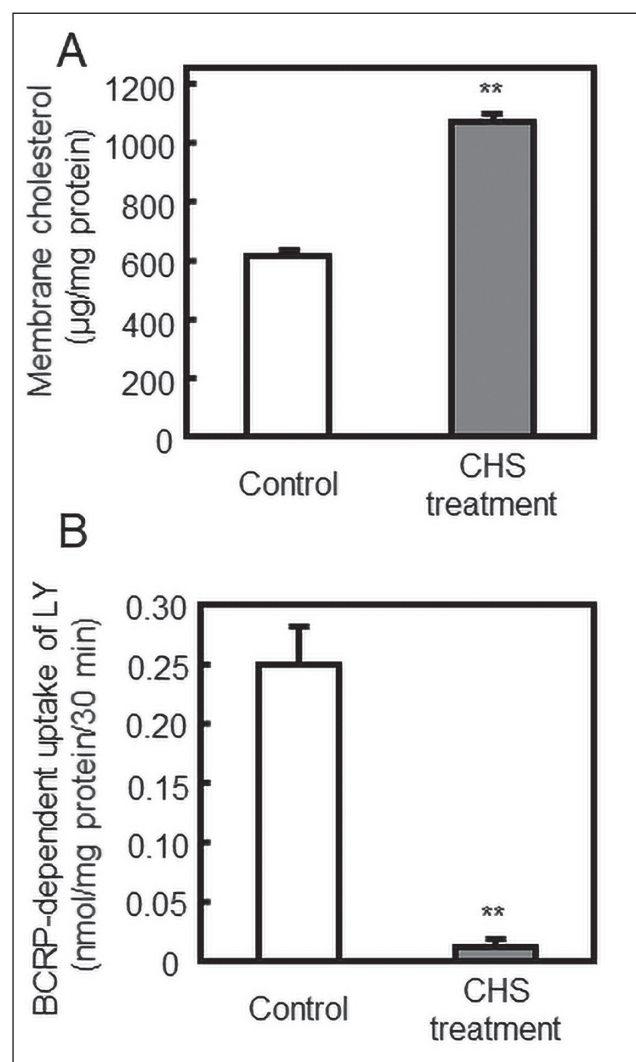 A
Membrane cholesterol
(µg/mg protein)
1200
1000
800
600
400
200
0
**
Control
CHS
treatment
B
BCRP-dependent uptake of LY
(nmol/mg protein/30 min)
0.30
0.25
0.20
0.15
0.10
0.05
0
**
Control
CHS
treatment